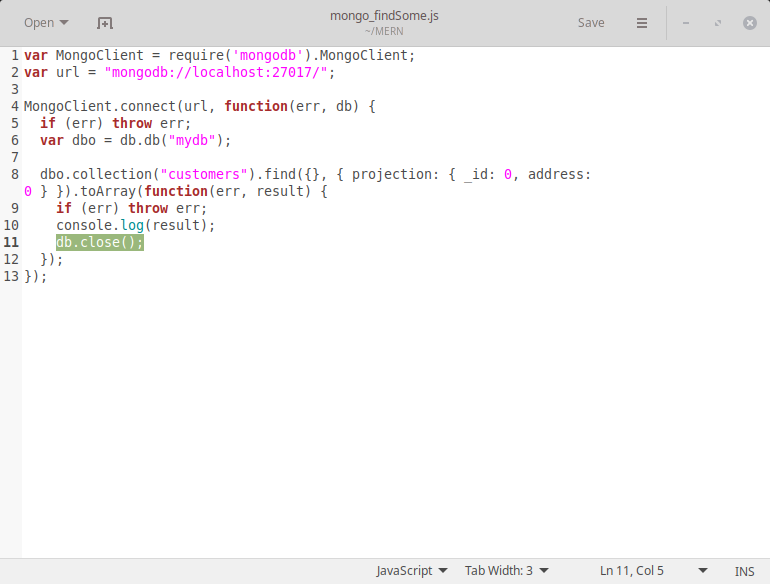 Open
mongo_findSome.js
~/MERN
Save
1 var MongoClient = require('mongodb').MongoClient;
2 var url = "mongodb://localhost:27017/";
3
4 MongoClient.connect(url, function(err, db) {
5   if (err) throw err;
6   var dbo = db.db("mydb");
7
8   dbo.collection("customers").find({}, { projection: { _id: 0, address:
0 } }).toArray(function(err, result) {
9     if (err) throw err;
10     console.log(result);
11     db.close();
12   });
13 });
JavaScript Tab Width: 3 Ln 11, Col 5 INS